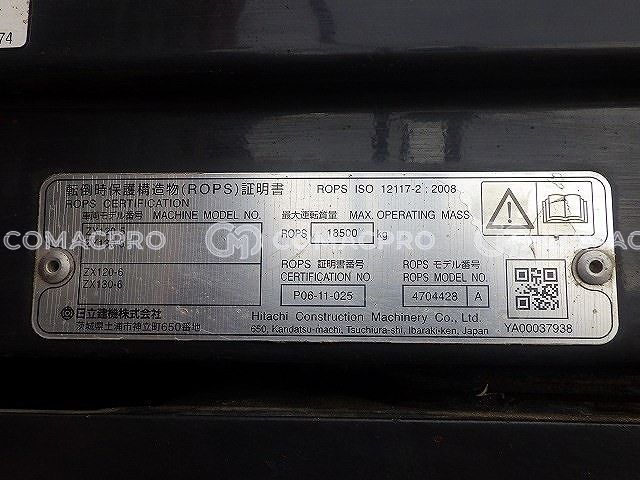 74
転倒時保護構造物(ROPS)証明書
ROPS CERTIFICATION
ROPS ISO 12117-2 : 2008
車両モデル番号 MACHINE MODEL NO.
最大運転質量 MAX. OPERATING MASS
ROPS 18500 kg
COMACPRO CM COMACPRO COMACPRO
ROPS 証明書番号
CERTIFICATION NO
ROPS モデル番号
ROPS MODEL NO.
ZX120-6
ZX130-6
P06-11-025
4704428 A
日立建機株式会社
茨城県土浦市神立町650番地
Hitachi Construction Machinery Co., Ltd.
650, Kandatsu-machi, Tsuchiura-shi, Ibaraki-ken, Japan
YA00037938